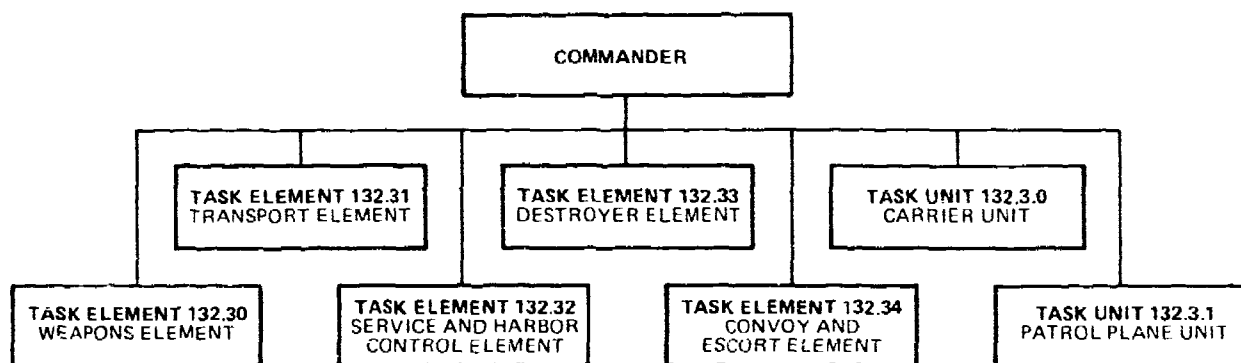 COMMANDER
TASK ELEMENT 132.31
TRANSPORT ELEMENT
TASK ELEMENT 132.33
DESTROYER ELEMENT
TASK UNIT 132.3.0
CARRIER UNIT
TASK ELEMENT 132.30
WEAPONS ELEMENT
TASK ELEMENT 132.32
SERVICE AND HARBOR
CONTROL ELEMENT
TASK ELEMENT 132.34
CONVOY AND
ESCORT ELEMENT
TASK UNIT 132.3.1
PATROL PLANE UNIT